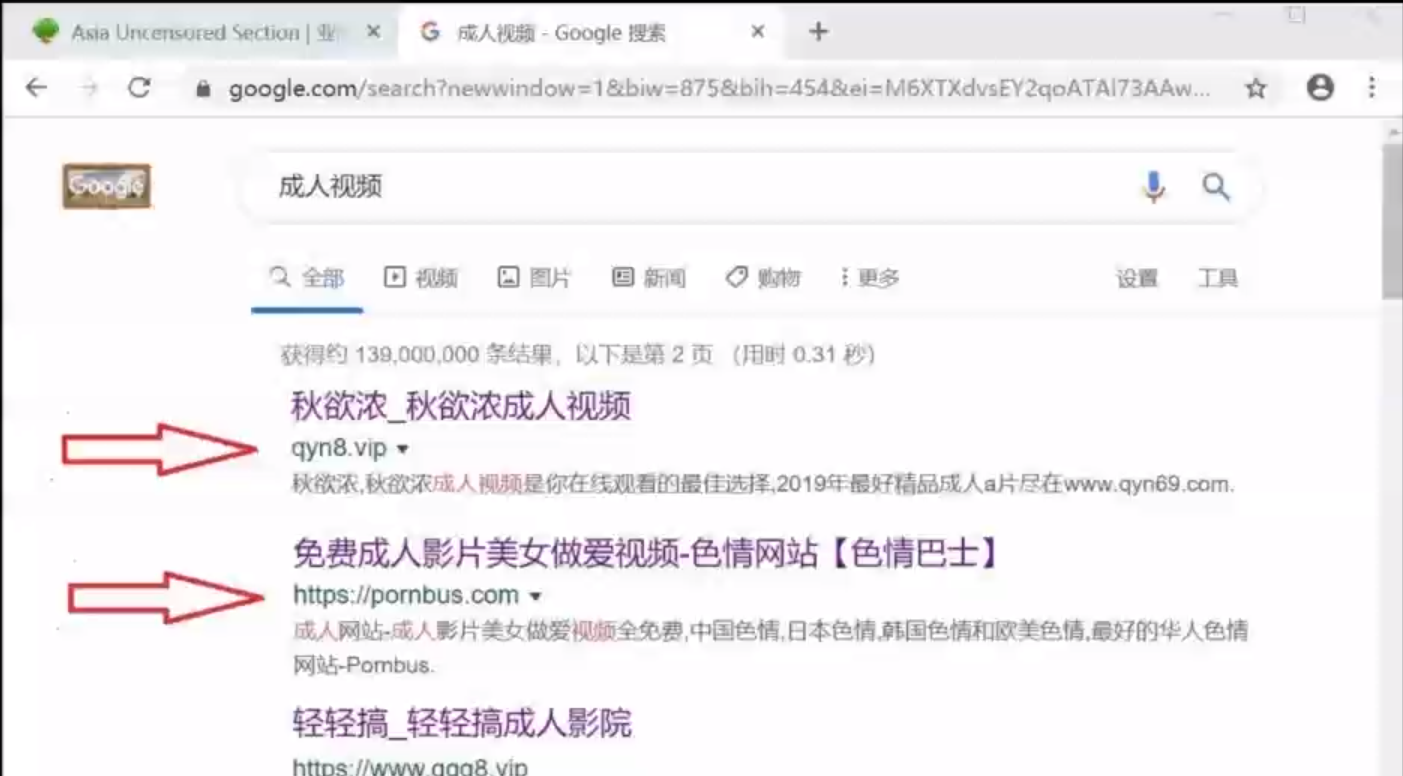 Asia Uncensored Section | 亚
成人视频 - Google 搜索
google.com/search?newwindow=1&biw=875&bih=454&ei=M6XTXdvsEY2qoATAl73AAw...
Google
成人视频
全部 视频 图片 新闻 购物 更多 设置 工具
获得约 139,000,000 条结果，以下是第 2 页 （用时 0.31 秒）
秋欲浓_秋欲浓成人视频
qyn8.vip
秋欲浓,秋欲浓成人视频是你在线观看的最佳选择,2019年最好精品成人a片尽在www.qyn69.com.
免费成人影片美女做爱视频-色情网站【色情巴士】
https://pornbus.com
成人网站-成人影片美女做爱视频全免费,中国色情,日本色情,韩国色情和欧美色情,最好的华人色情
网站-Pornbus.
轻轻搞_轻轻搞成人影院
https://www.qgg8.vip